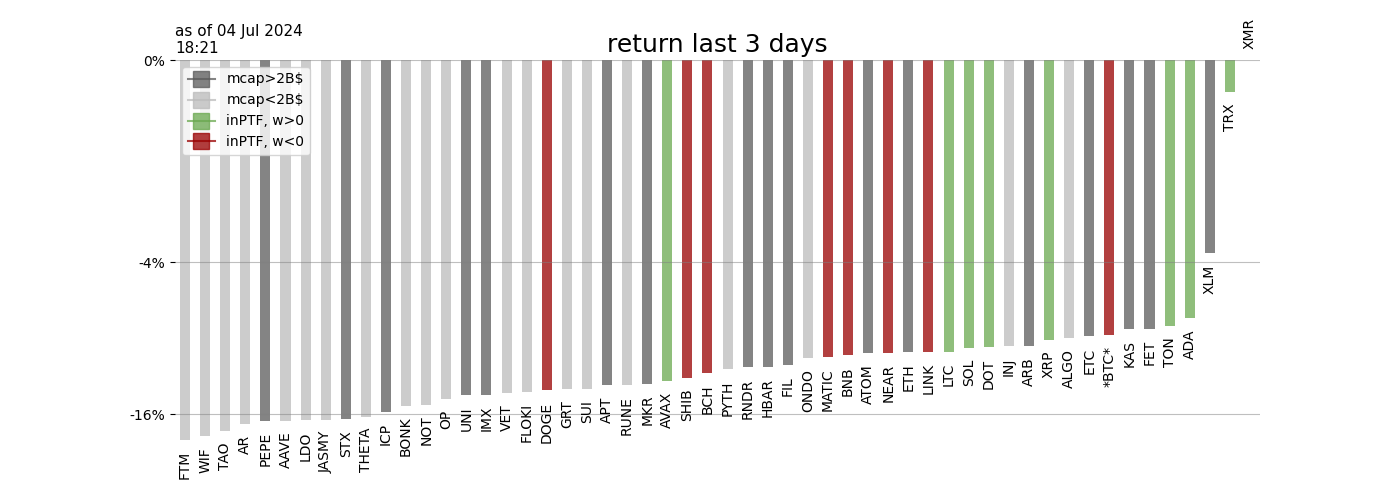 as of 04 Jul 2024
18:21
return last 3 days
XMR
0%
mcap>2B$
mcap<2B$
inPTF, w>0
inPTF, w<0
-4%
-16%
FTM
WIF
TAO
AR
PEPE
AAVE
LDO
JASMY
STX
THETA
ICP
BONK
NOT
OP
UNI
IMX
VET
FLOKI
DOGE
GRT
SUI
APT
RUNE
MKR
AVAX
SHIB
BCH
PYTH
RNDR
HBAR
FIL
ONDO
MATIC
BNB
ATOM
NEAR
ETH
LINK
LTC
SOL
DOT
INJ
ARB
XRP
ALGO
ETC
*BTC*
KAS
FET
TON
ADA
XLM
TRX